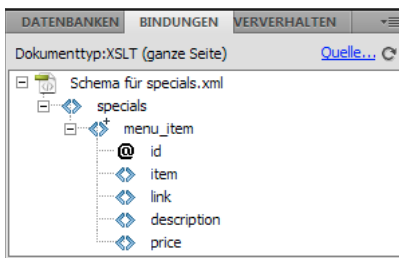 DATENBANKEN BINDUNGEN VERVERHALTEN
Dokumenttyp:XSLT (ganze Seite) Quelle...
Schema für specials.xml
specials
menu_item
@ id
item
link
description
price